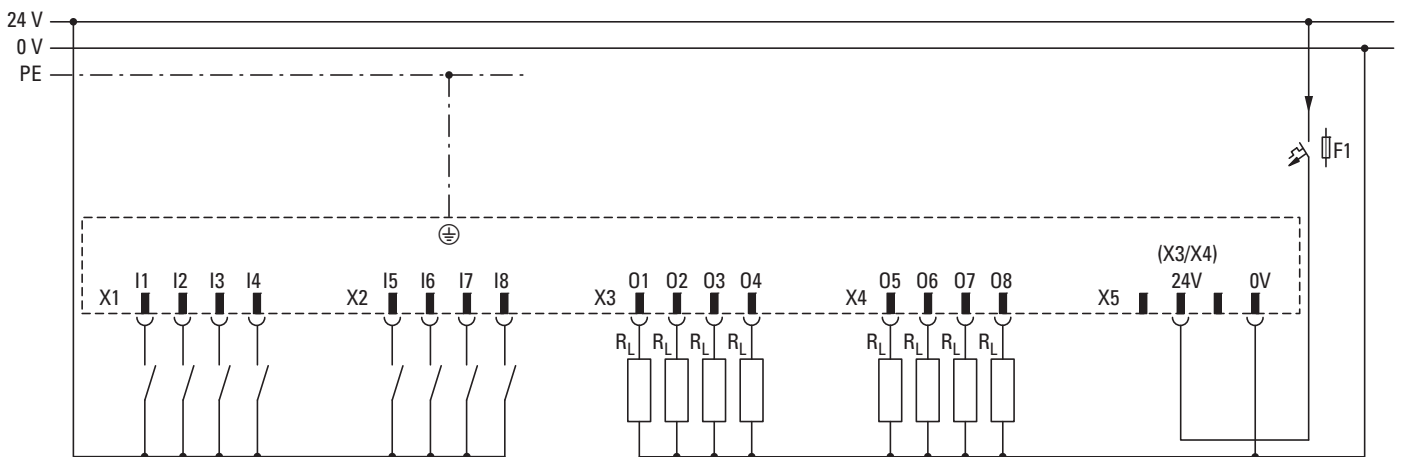 24 V
0 V
PE
F1
(X3/X4)
X1 I1 I2 I3 I4 X2 I5 I6 I7 I8 X3 O1 O2 O3 O4 X4 O5 O6 O7 O8 X5 24V 0V
RL RL RL RL RL RL RL RL